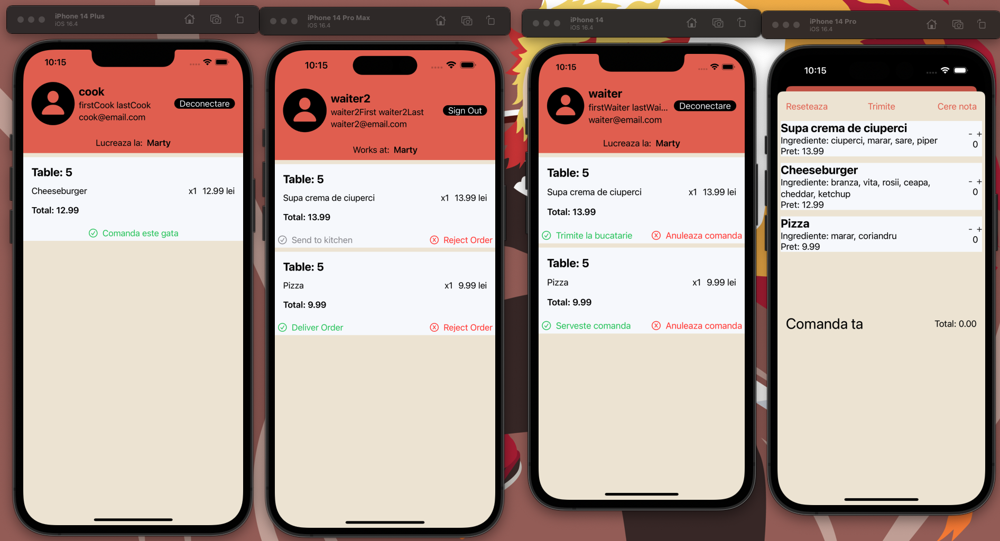 iPhone 14 Plus
iOS 16.4
10:15
cook
firstCook lastCook
cook@email.com
Deconectare
Lucreaza la: Marty
Table: 5
Cheeseburger x1 12.99 lei
Total: 12.99
Comanda este gata
iPhone 14 Pro Max
iOS 16.4
10:15
waiter2
waiter2First waiter2Last
waiter2@email.com
Sign Out
Works at: Marty
Table: 5
Supa crema de ciuperci x1 13.99 lei
Total: 13.99
Send to kitchen Reject Order
Table: 5
Pizza x1 9.99 lei
Total: 9.99
Deliver Order Reject Order
iPhone 14
iOS 16.4
10:15
waiter
firstWaiter lastWai...
waiter@email.com
Deconectare
Lucreaza la: Marty
Table: 5
Supa crema de ciuperci x1 13.99 lei
Total: 13.99
Trimite la bucatarie Anuleaza comanda
Table: 5
Pizza x1 9.99 lei
Total: 9.99
Serveste comanda Anuleaza comanda
iPhone 14 Pro
iOS 16.4
10:15
Reseteaza Trimite Cere nota
Supa crema de ciuperci
Ingrediente: ciuperci, marar, sare, piper
Pret: 13.99
- +
0
Cheeseburger
Ingrediente: branza, vita, rosii, ceapa,
cheddar, ketchup
Pret: 12.99
- +
0
Pizza
Ingrediente: marar, coriandru
Pret: 9.99
- +
0
Comanda ta Total: 0.00